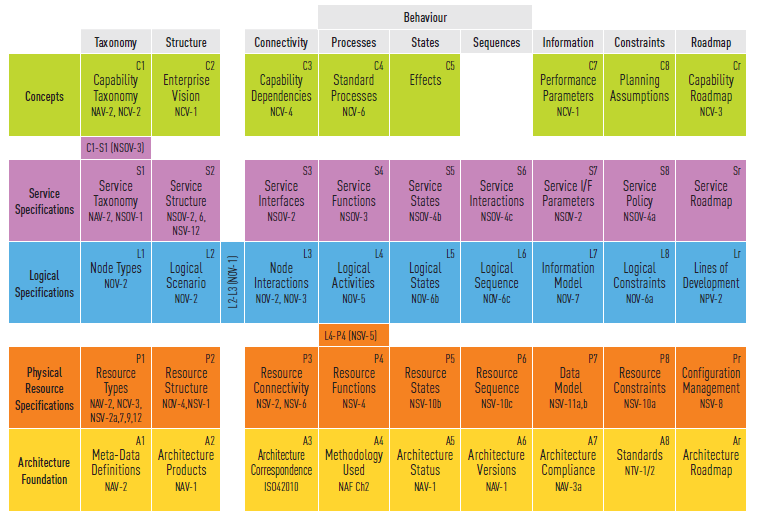 Behaviour
Taxonomy Structure Connectivity Processes States Sequences Information Constraints Roadmap
Concepts
C1
Capability
Taxonomy
NAV-2, NCV-2
C2
Enterprise
Vision
NCV-1
C3
Capability
Dependencies
NCV-4
C4
Standard
Processes
NCV-6
C5
Effects
C7
Performance
Parameters
NCV-1
C8
Planning
Assumptions
Cr
Capability
Roadmap
NCV-3
C1-S1 (NSOV-3)
Service
Specifications
S1
Service
Taxonomy
NAV-2, NSOV-1
S2
Service
Structure
NSOV-2, 6,
NSV-12
S3
Service
Interfaces
NSOV-2
S4
Service
Functions
NSOV-3
S5
Service
States
NSOV-4b
S6
Service
Interactions
NSOV-4c
S7
Service I/F
Parameters
NSOV-2
S8
Service
Policy
NSOV-4a
Sr
Service
Roadmap
Logical
Specifications
L1
Node Types
NOV-2
L2
Logical
Scenario
NOV-2
L2-L3 (NOV-1)
L3
Node
Interactions
NOV-2, NOV-3
L4
Logical
Activities
NOV-5
L5
Logical
States
NOV-6b
L6
Logical
Sequence
NOV-6c
L7
Information
Model
NOV-7
L8
Logical
Constraints
NOV-6a
Lr
Lines of
Development
NPV-2
L4-P4 (NSV-5)
Physical
Resource
Specifications
P1
Resource
Types
NAV-2, NCV-3,
NSV-2a,7,9,12
P2
Resource
Structure
NOV-4,NSV-1
P3
Resource
Connectivity
NSV-2, NSV-6
P4
Resource
Functions
NSV-4
P5
Resource
States
NSV-10b
P6
Resource
Sequence
NSV-10c
P7
Data
Model
NSV-11a,b
P8
Resource
Constraints
NSV-10a
Pr
Configuration
Management
NSV-8
Architecture
Foundation
A1
Meta-Data
Definitions
NAV-2
A2
Architecture
Products
NAV-1
A3
Architecture
Correspondence
ISO42010
A4
Methodology
Used
NAF Ch2
A5
Architecture
Status
NAV-1
A6
Architecture
Versions
NAV-1
A7
Architecture
Compliance
NAV-3a
A8
Standards
NTV-1/2
Ar
Architecture
Roadmap